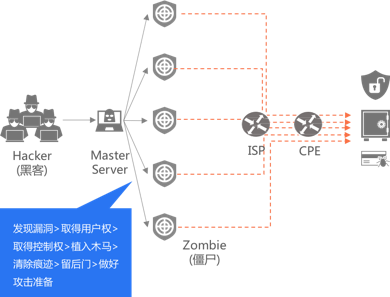 Hacker
(黑客)
Master
Server
ISP
CPE
Zombie
(僵尸)
发现漏洞>取得用户权>
取得控制权>植入木马>
清除痕迹>留后门>做好
攻击准备